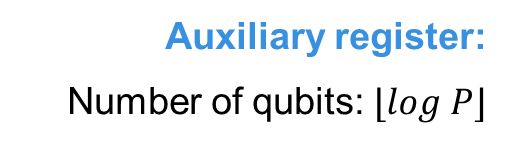 Auxiliary register:
Number of qubits: ⌊log P⌋